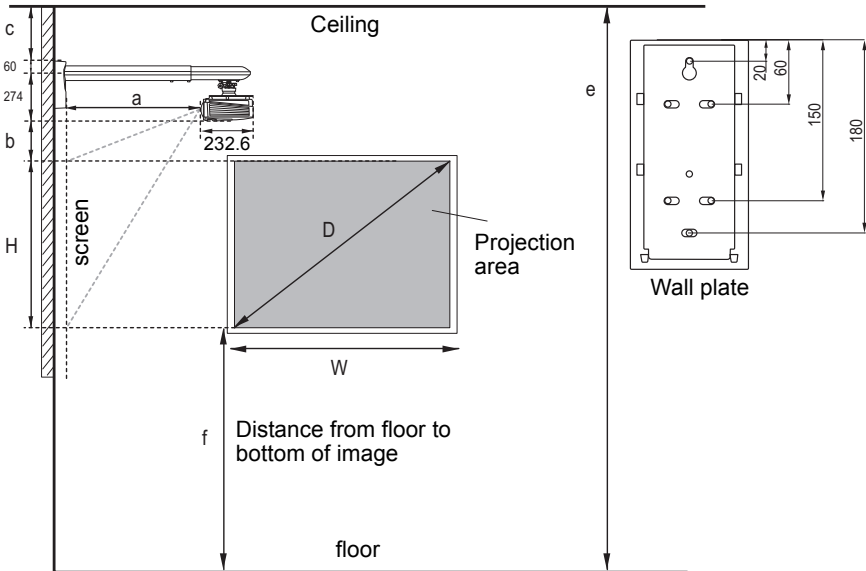 Ceiling
c
60
274
a
b
232.6
e
H
screen
D
Projection
area
W
f
Distance from floor to
bottom of image
floor
20
60
150
180
Wall plate